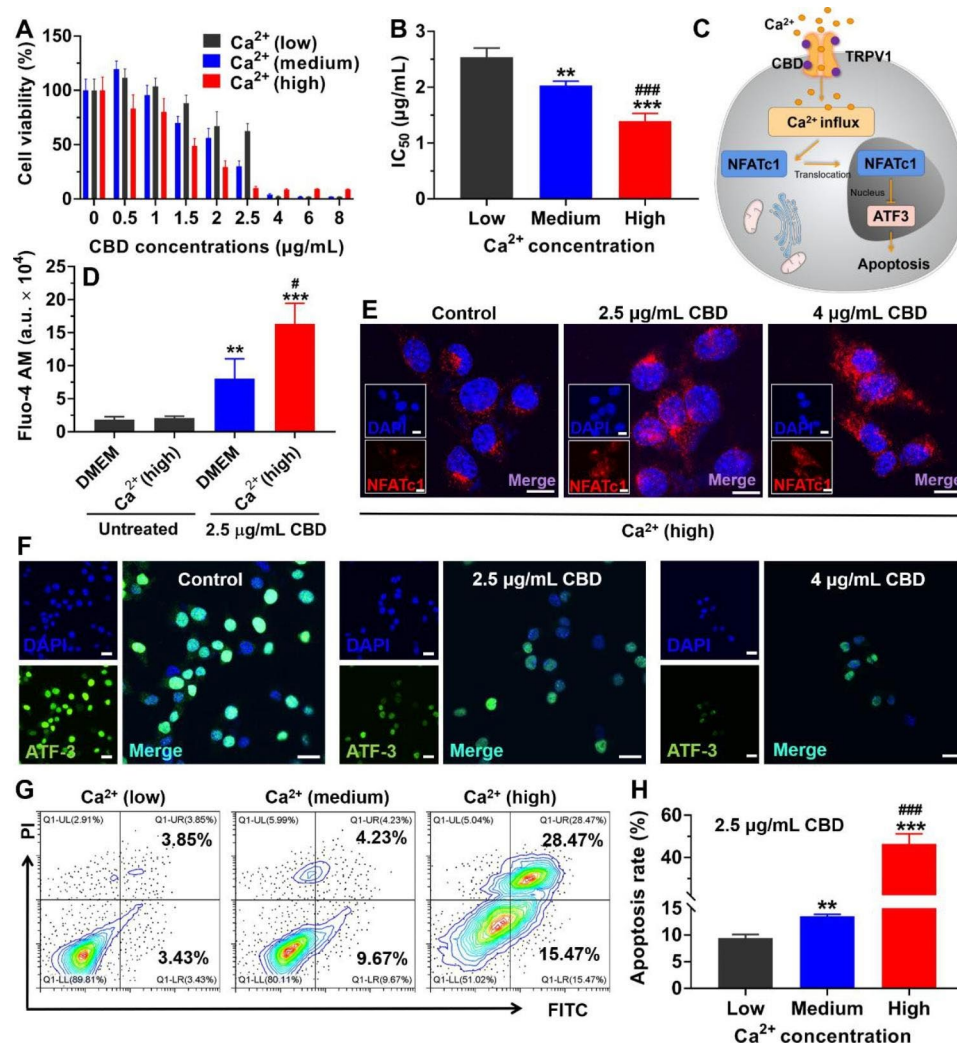 A
Cell viability (%)
150
125
100
75
50
25
0
Ca²⁺ (low)
Ca²⁺ (medium)
Ca²⁺ (high)
0 0.5 1 1.5 2 2.5 4 6 8
CBD concentrations (µg/mL)
B
IC₅₀ (µg/mL)
3
2
1
0
**
###
***
Low Medium High
Ca²⁺ concentration
C
Ca²⁺
CBD
TRPV1
Ca²⁺ influx
NFATc1
Translocation
NFATc1
Nucleus
ATF3
Apoptosis
D
Fluo-4 AM (a.u. × 10⁴)
25
20
15
10
5
0
**
#
***
DMEM
Ca²⁺ (high)
DMEM
Ca²⁺ (high)
Untreated
2.5 µg/mL CBD
E
Control
2.5 µg/mL CBD
4 µg/mL CBD
DAPI
NFATc1
Merge
DAPI
NFATc1
Merge
DAPI
NFATc1
Merge
Ca²⁺ (high)
F
DAPI
ATF-3
Control
Merge
DAPI
ATF-3
2.5 µg/mL CBD
Merge
DAPI
ATF-3
4 µg/mL CBD
Merge
G
PI
Ca²⁺ (low)
Q1-UL(2.91%) Q1-UR(3.85%)
3.85%
3.43%
Q1-LL(89.81%) Q1-LR(3.43%)
Ca²⁺ (medium)
Q1-UL(5.99%) Q1-UR(4.23%)
4.23%
9.67%
Q1-LL(80.11%) Q1-LR(9.67%)
Ca²⁺ (high)
Q1-UL(5.04%) Q1-UR(28.47%)
28.47%
15.47%
Q1-LL(51.02%) Q1-LR(15.47%)
FITC
H
Apoptosis rate (%)
60
40
20
15
10
5
0
2.5 µg/mL CBD
**
###
***
Low Medium High
Ca²⁺ concentration